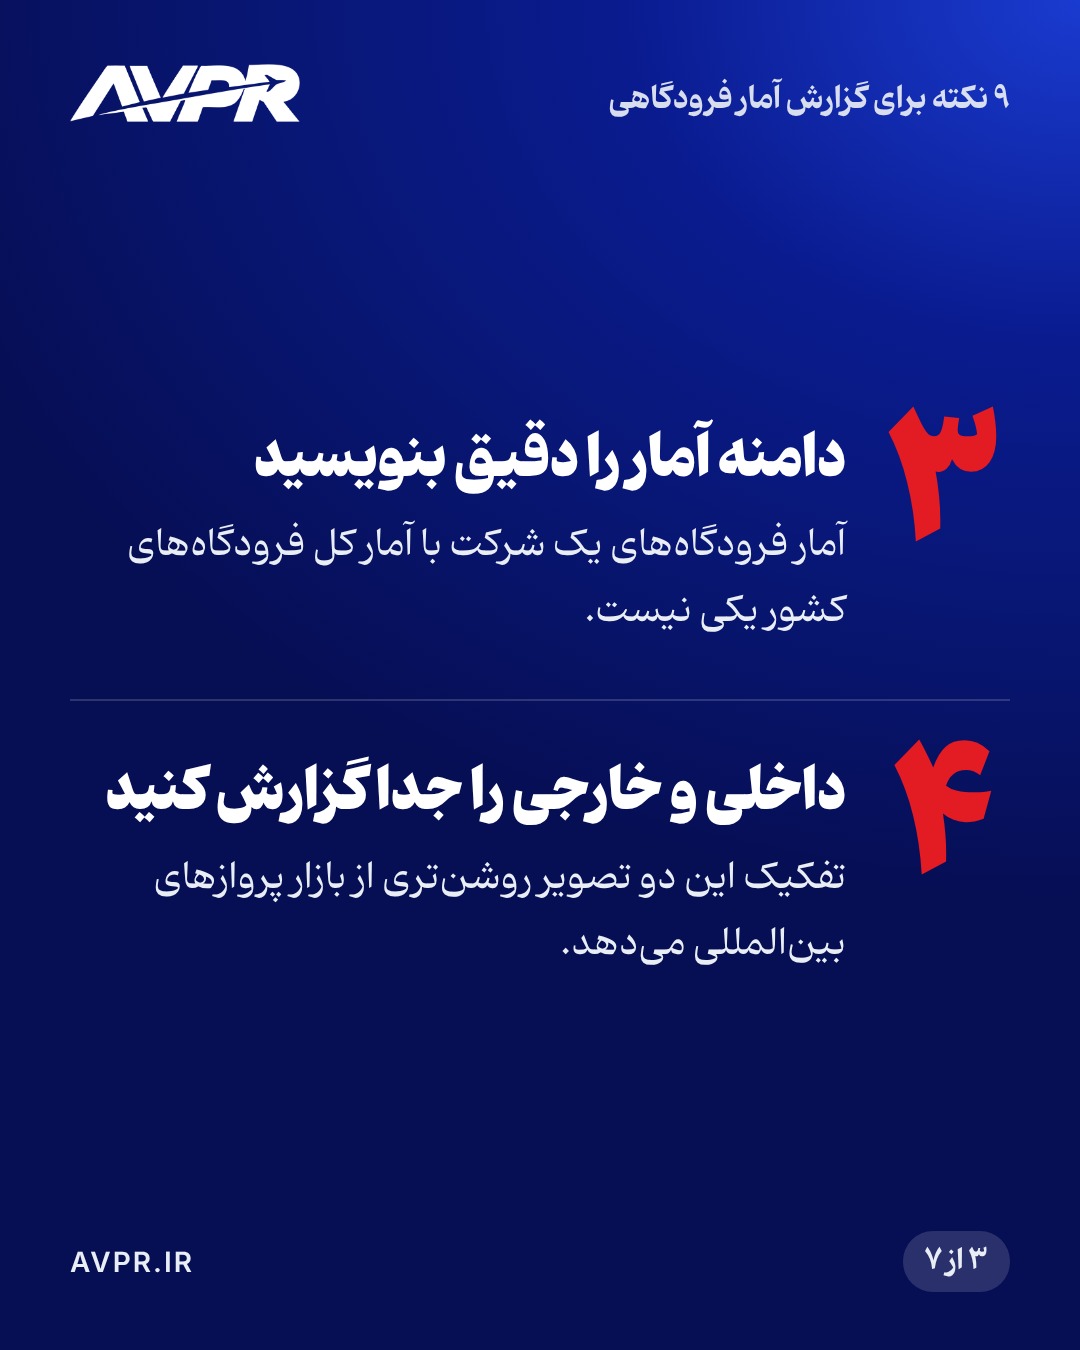 ۹ نکته برای گزارش آمار فرودگاهی
AVPR
۳
دامنه آمار را دقیق بنویسید
آمار فرودگاه‌های یک شرکت با آمار کل فرودگاه‌های
کشور یکی نیست.
۴
داخلی و خارجی را جدا گزارش کنید
تفکیک این دو تصویر روشن‌تری از بازار پروازهای
بین‌المللی می‌دهد.
۳ از ۷
AVPR.IR